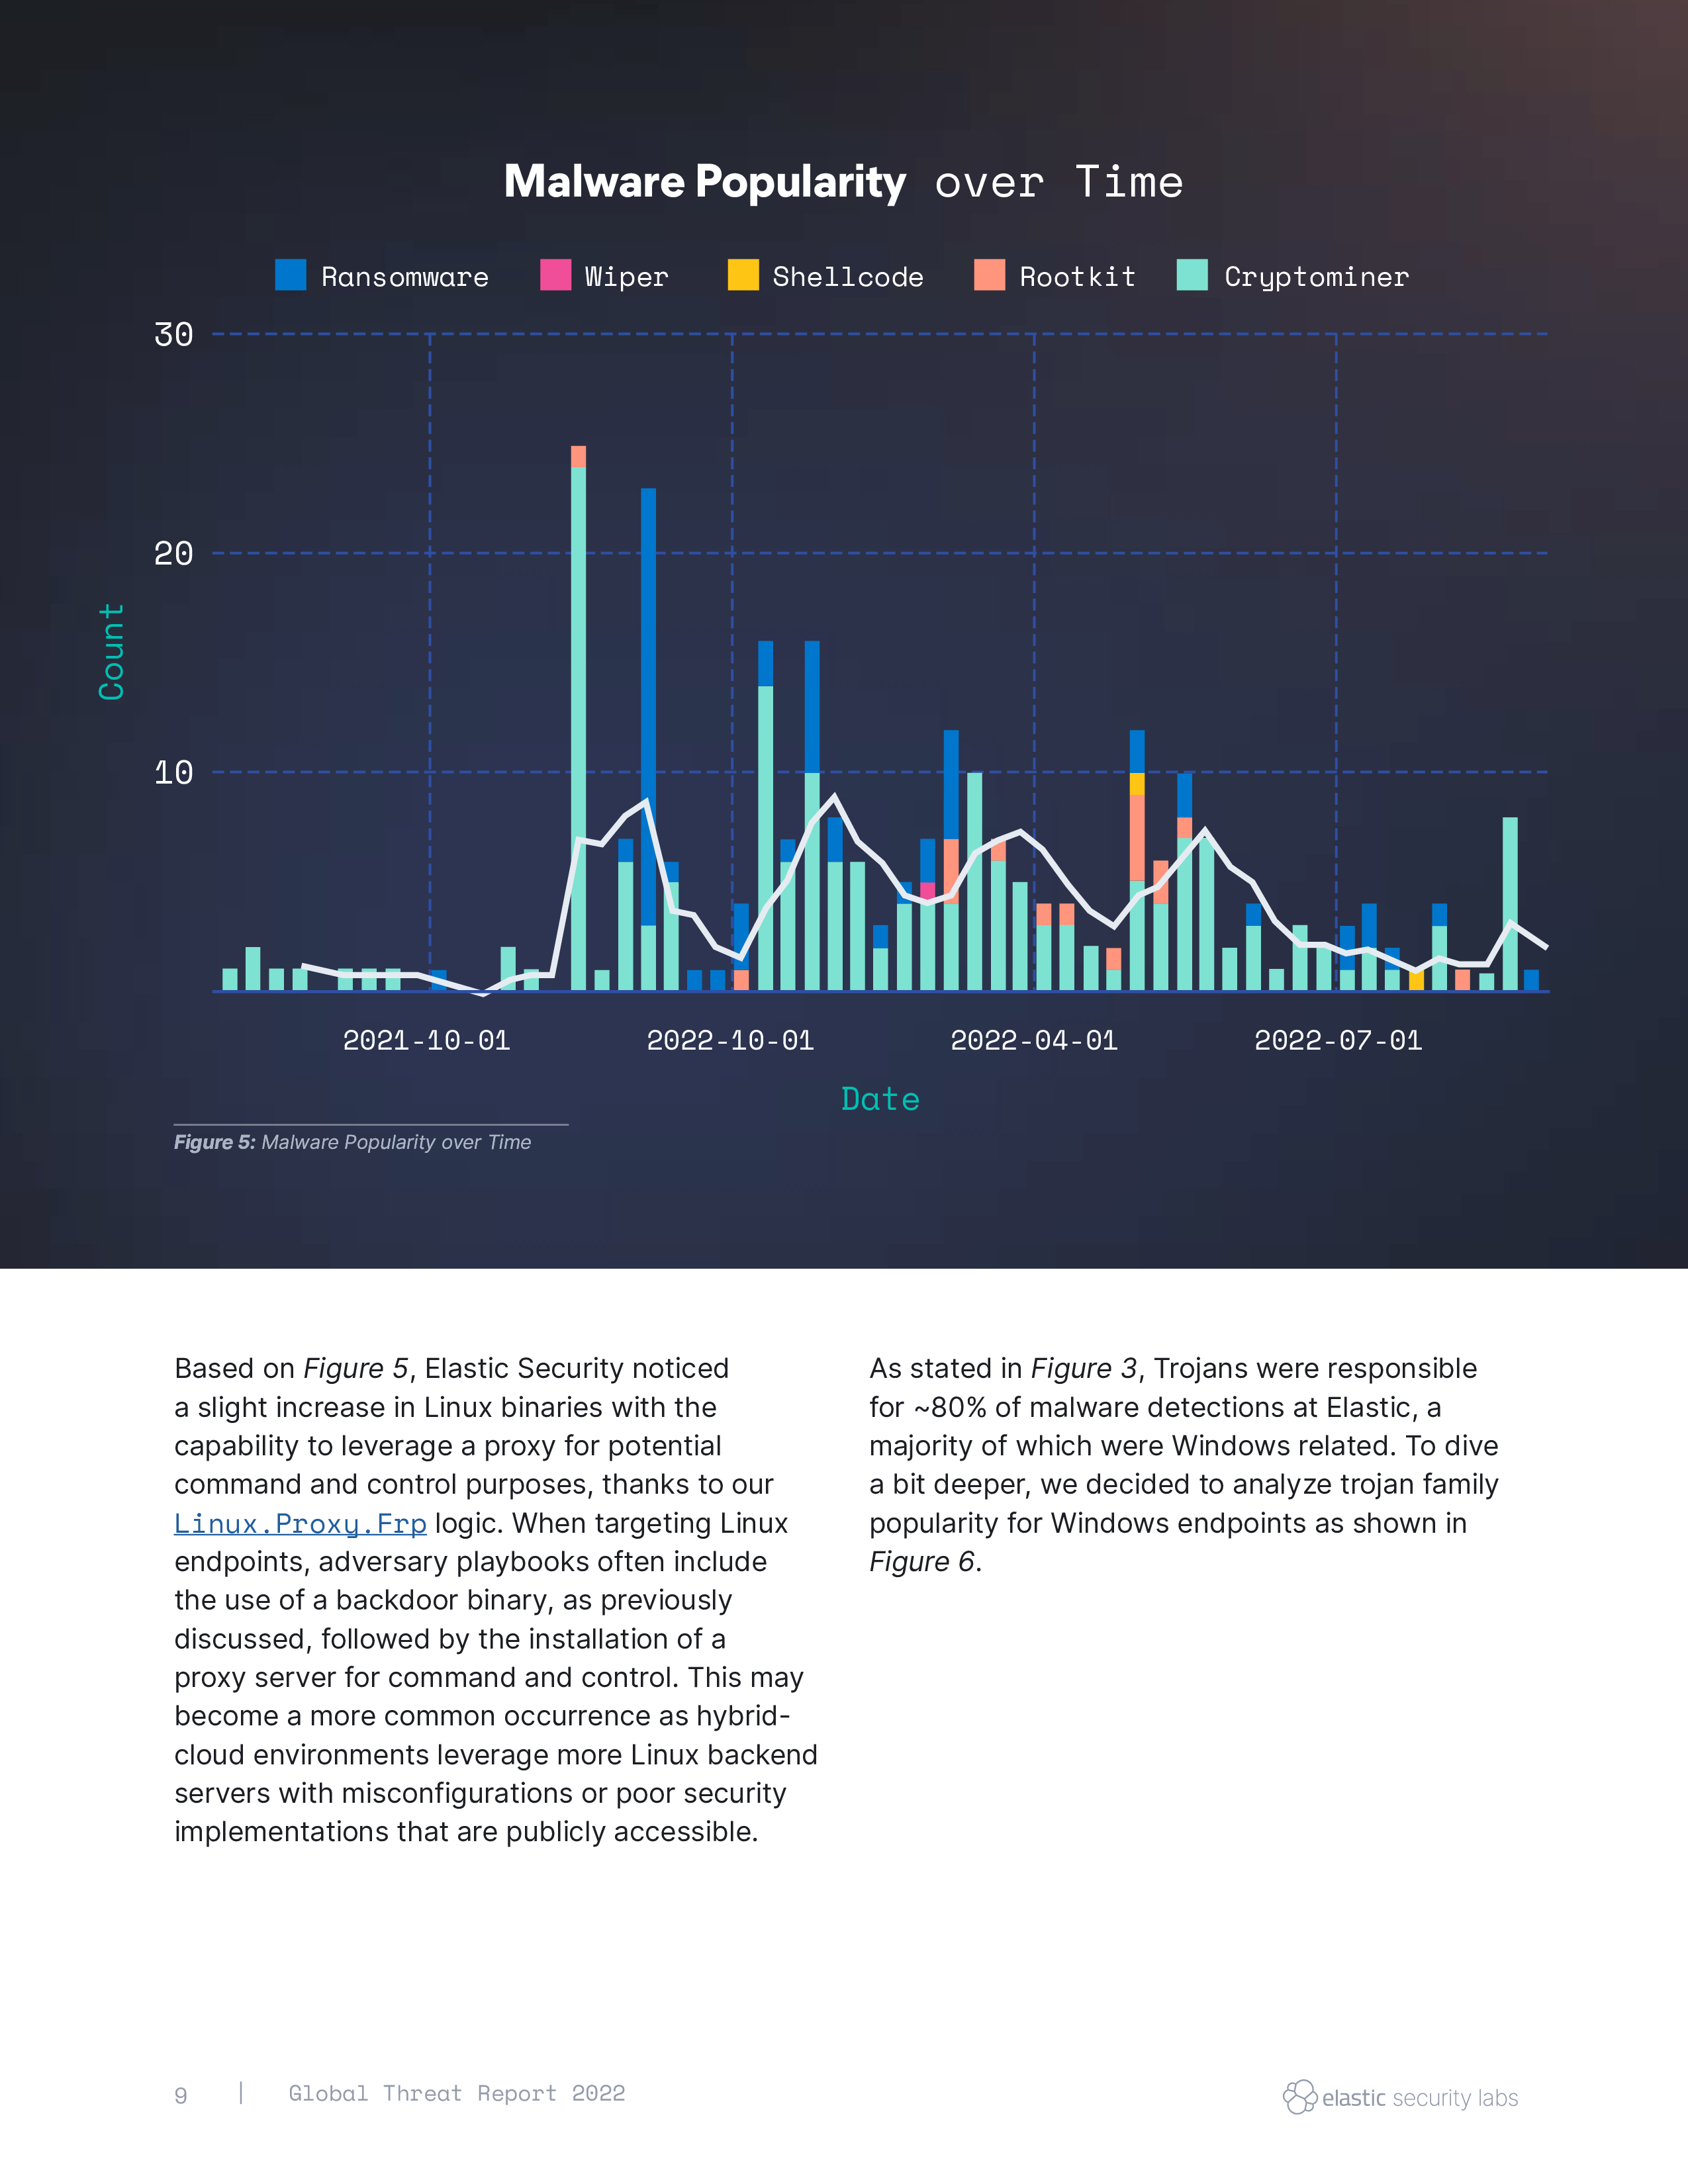 Malware Popularity over Time
Ransomware Wiper Shellcode Rootkit Cryptominer
30
20
10
Count
2021-10-01 2022-10-01 2022-04-01 2022-07-01
Date
Figure 5: Malware Popularity over Time
Based on Figure 5, Elastic Security noticed
a slight increase in Linux binaries with the
capability to leverage a proxy for potential
command and control purposes, thanks to our
Linux.Proxy.Frp logic. When targeting Linux
endpoints, adversary playbooks often include
the use of a backdoor binary, as previously
discussed, followed by the installation of a
proxy server for command and control. This may
become a more common occurrence as hybrid-
cloud environments leverage more Linux backend
servers with misconfigurations or poor security
implementations that are publicly accessible.
As stated in Figure 3, Trojans were responsible
for ~80% of malware detections at Elastic, a
majority of which were Windows related. To dive
a bit deeper, we decided to analyze trojan family
popularity for Windows endpoints as shown in
Figure 6.
9 | Global Threat Report 2022
elastic security labs